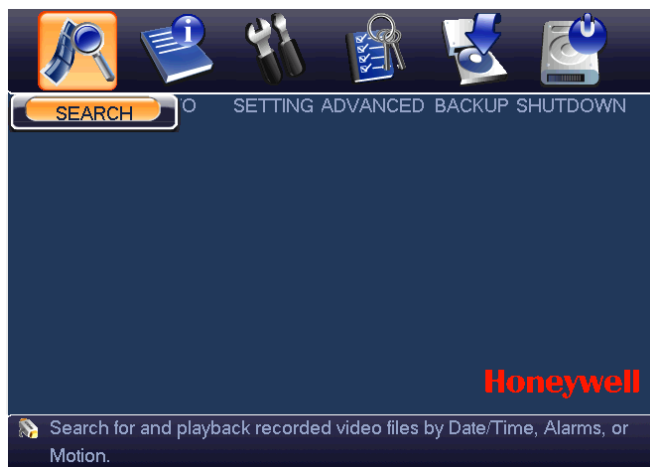 SEARCH O SETTING ADVANCED BACKUP SHUTDOWN
Honeywell
Search for and playback recorded video files by Date/Time, Alarms, or
Motion.